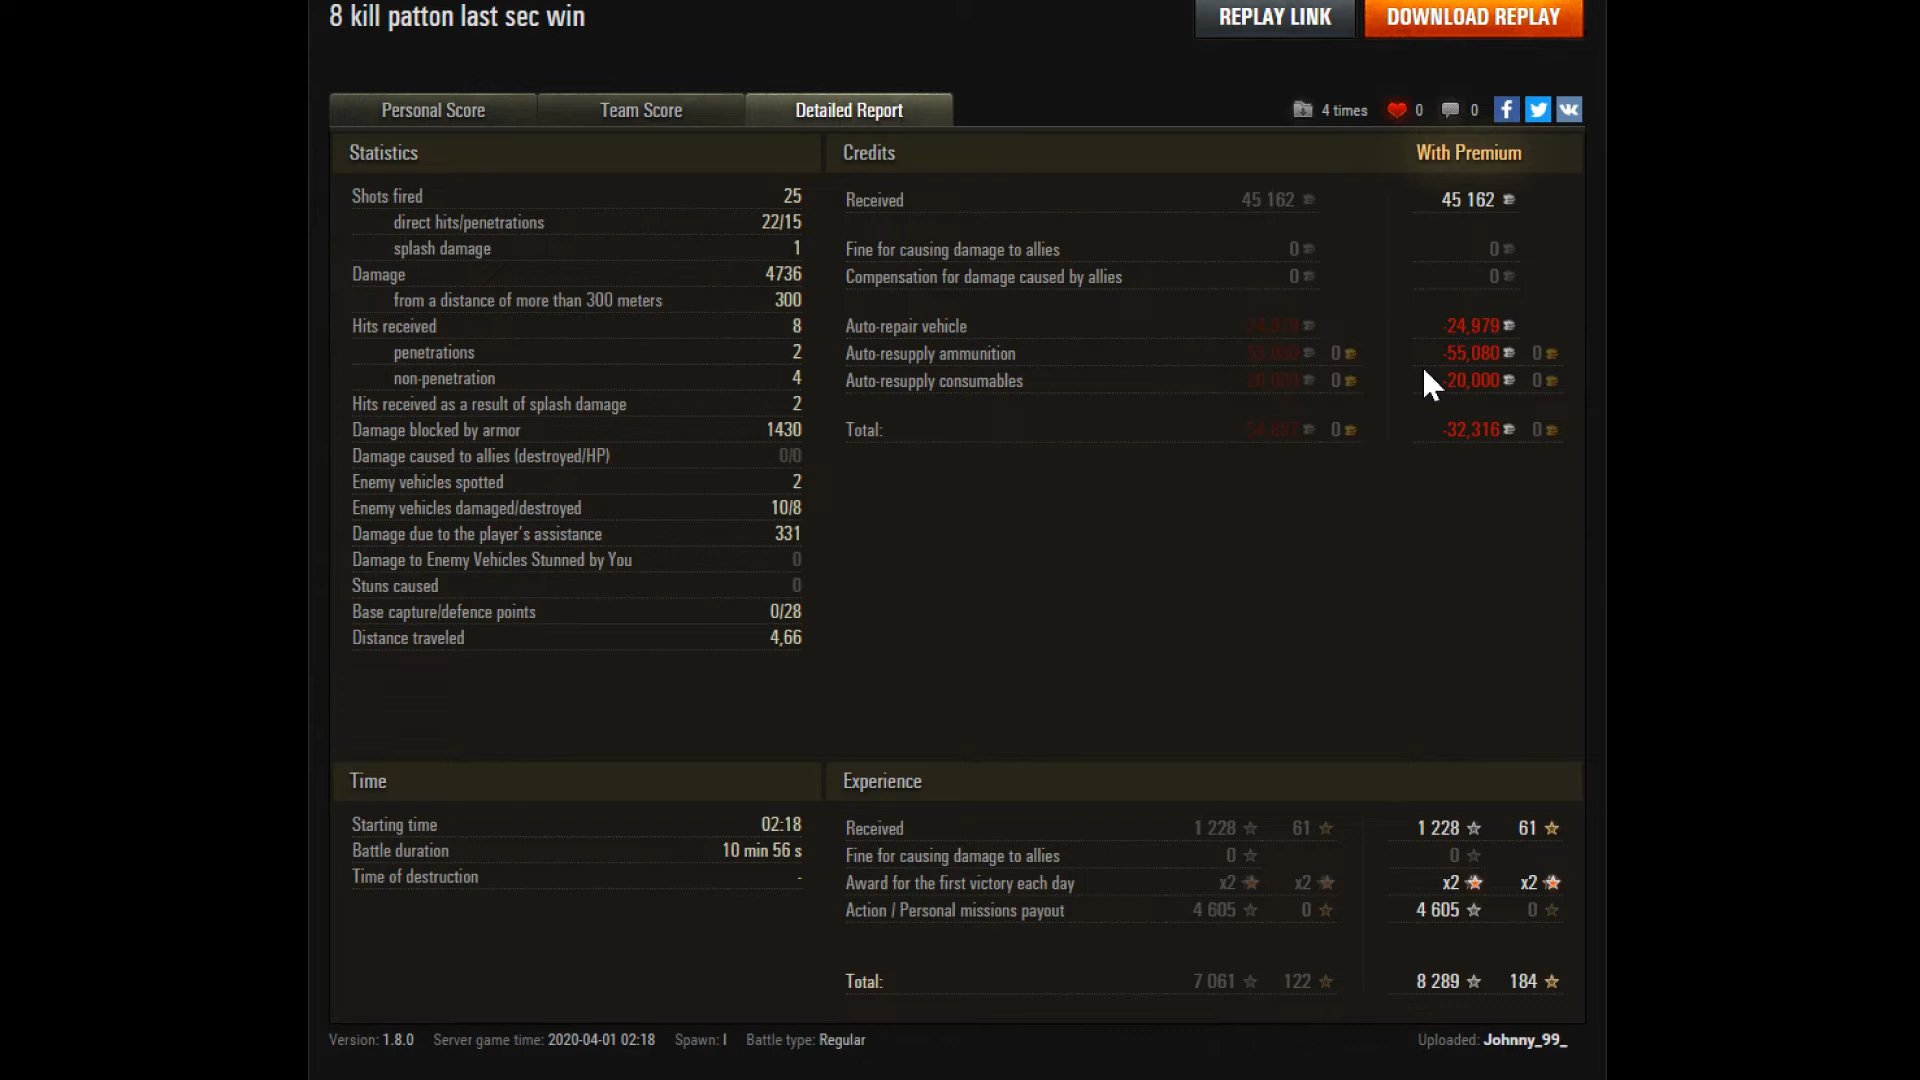 8 kill patton last sec win
REPLAY LINK
DOWNLOAD REPLAY
Personal Score
Team Score
Detailed Report
4 times
0
0
Statistics
Shots fired 25
direct hits/penetrations 22/15
splash damage 1
Damage 4736
from a distance of more than 300 meters 300
Hits received 8
penetrations 2
non-penetration 4
Hits received as a result of splash damage 2
Damage blocked by armor 1430
Damage caused to allies (destroyed/HP) 0/0
Enemy vehicles spotted 2
Enemy vehicles damaged/destroyed 10/8
Damage due to the player's assistance 331
Damage to Enemy Vehicles Stunned by You 0
Stuns caused 0
Base capture/defence points 0/28
Distance traveled 4,66
Credits With Premium
Received 45 162 45 162
Fine for causing damage to allies 0 0
Compensation for damage caused by allies 0 0
Auto-repair vehicle -24,979
Auto-resupply ammunition 0 -55,080 0
Auto-resupply consumables 0 -20,000 0
Total: 0 -32,316 0
Time
Starting time 02:18
Battle duration 10 min 56 s
Time of destruction -
Experience
Received 1 228 61 1 228 61
Fine for causing damage to allies 0 0
Award for the first victory each day x2 x2 x2 x2
Action / Personal missions payout 4 605 0 4 605 0
Total: 7 061 122 8 289 184
Version: 1.8.0 Server game time: 2020-04-01 02:18 Spawn: I Battle type: Regular
Uploaded: Johnny_99_